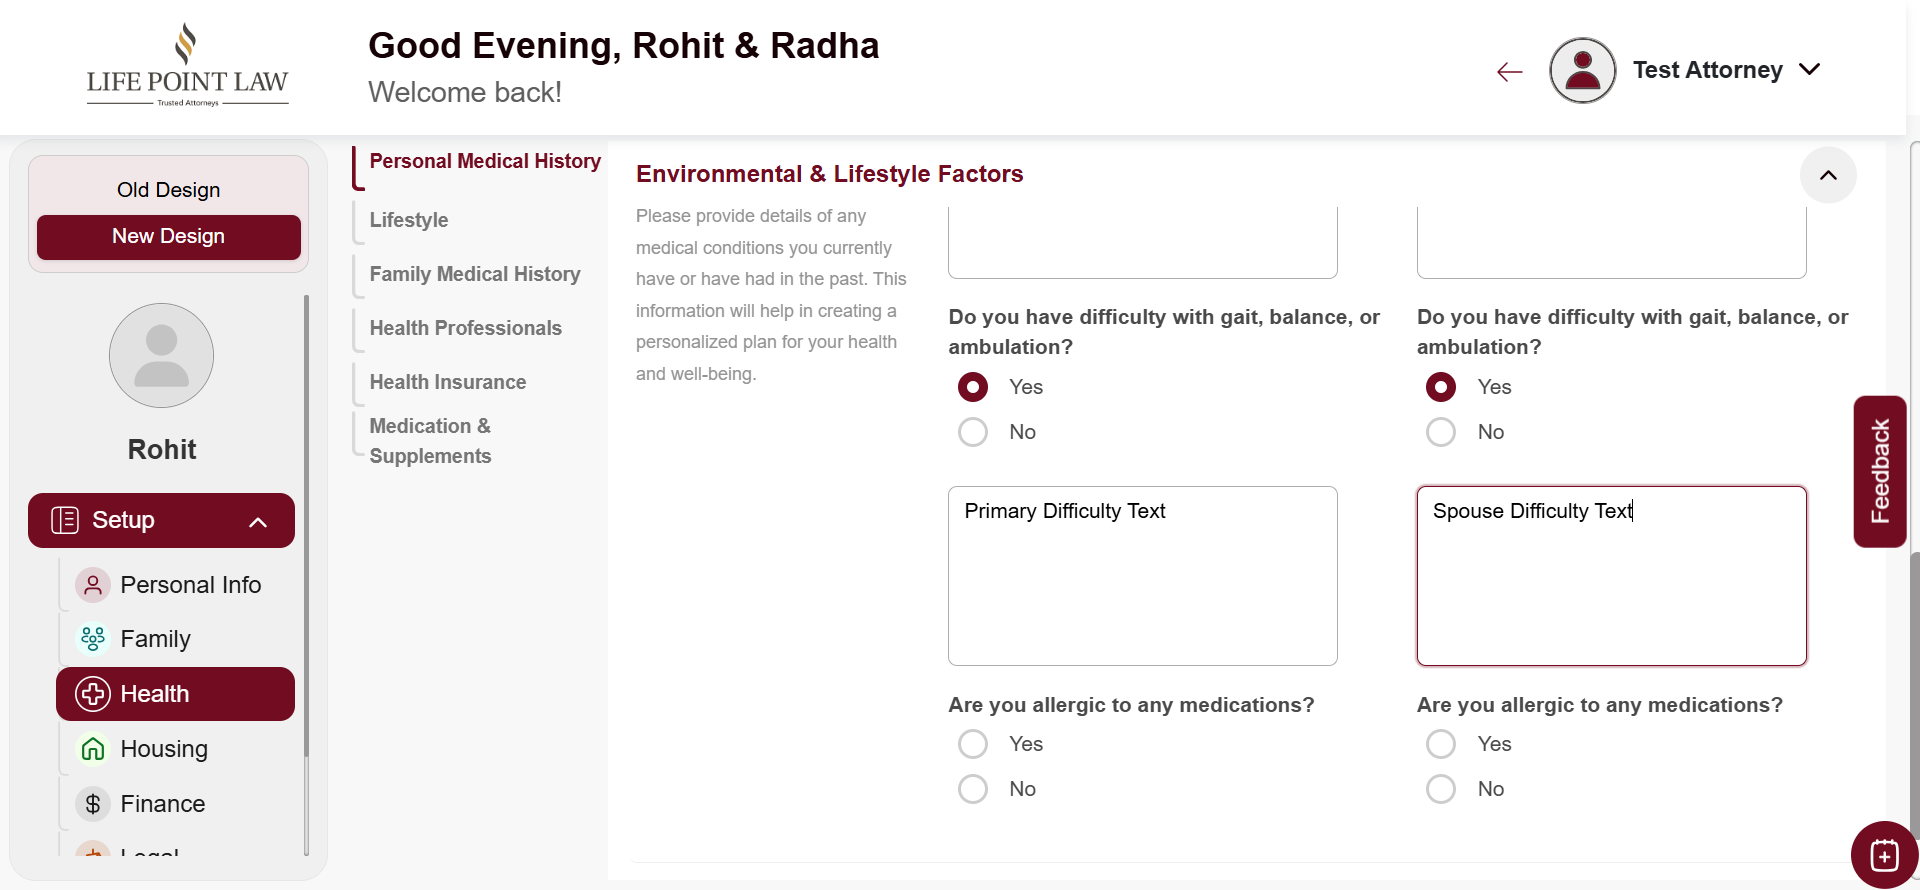 LIFE POINT LAW
Trusted Attorneys
Good Evening, Rohit & Radha
Welcome back!
Test Attorney
Old Design
New Design
Rohit
Setup
Personal Info
Family
Health
Housing
Finance
Legal
Personal Medical History
Lifestyle
Family Medical History
Health Professionals
Health Insurance
Medication &
Supplements
Environmental & Lifestyle Factors
Please provide details of any
medical conditions you currently
have or have had in the past. This
information will help in creating a
personalized plan for your health
and well-being.
Do you have difficulty with gait, balance, or
ambulation?
Yes
No
Primary Difficulty Text
Are you allergic to any medications?
Yes
No
Do you have difficulty with gait, balance, or
ambulation?
Yes
No
Spouse Difficulty Text
Are you allergic to any medications?
Yes
No
Feedback